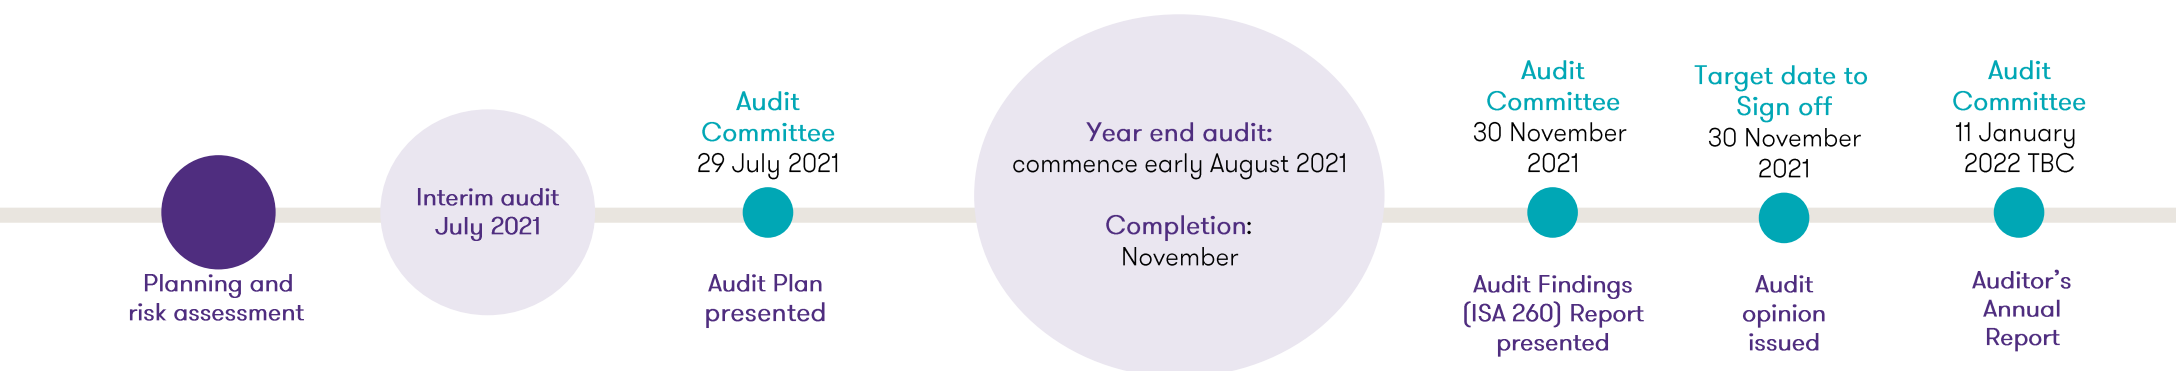 Planning and
risk assessment
Interim audit
July 2021
Audit
Committee
29 July 2021
Audit Plan
presented
Year end audit:
commence early August 2021
Completion:
November
Audit
Committee
30 November
2021
Audit Findings
(ISA 260) Report
presented
Target date to
Sign off
30 November
2021
Audit
opinion
issued
Audit
Committee
11 January
2022 TBC
Auditor's
Annual
Report